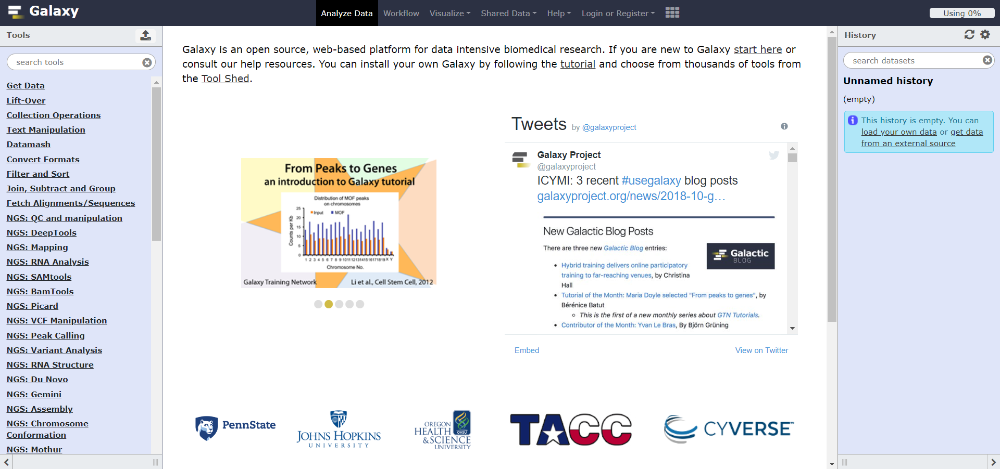 Galaxy
Analyze Data
Workflow
Visualize
Shared Data
Help
Login or Register
Using 0%
Tools
search tools
Get Data
Lift-Over
Collection Operations
Text Manipulation
Datamash
Convert Formats
Filter and Sort
Join, Subtract and Group
Fetch Alignments/Sequences
NGS: QC and manipulation
NGS: DeepTools
NGS: Mapping
NGS: RNA Analysis
NGS: SAMtools
NGS: BamTools
NGS: Picard
NGS: VCF Manipulation
NGS: Peak Calling
NGS: Variant Analysis
NGS: RNA Structure
NGS: Du Novo
NGS: Gemini
NGS: Assembly
NGS: Chromosome
Conformation
NGS: Mothur
Galaxy is an open source, web-based platform for data intensive biomedical research. If you are new to Galaxy start here or
consult our help resources. You can install your own Galaxy by following the tutorial and choose from thousands of tools from
the Tool Shed.
From Peaks to Genes
an introduction to Galaxy tutorial
Distribution of MOF peaks
on chromosomes
Input
MOF
Counts per Kb
25
20
15
10
5
0
1 2 3 4 5 6 7 8 9 10 11 12 13 14 15 16 17 18 19 X Y
Chromosome No.
Galaxy Training Network
Li et al., Cell Stem Cell, 2012
Tweets by @galaxyproject
Galaxy Project
@galaxyproject
ICYMI: 3 recent #usegalaxy blog posts
galaxyproject.org/news/2018-10-g…
New Galactic Blog Posts
There are three new Galactic Blog entries:
Galactic
BLOG
• Hybrid training delivers online participatory
training to far-reaching venues, by Christina
Hall
• Tutorial of the Month: Maria Doyle selected "From peaks to genes", by
Bérénice Batut
○ This is the first of a new monthly series about GTN Tutorials.
• Contributor of the Month: Yvan Le Bras, By Björn Grüning
Embed
View on Twitter
PennState
JOHNS HOPKINS
UNIVERSITY
OREGON
HEALTH
&SCIENCE
UNIVERSITY
OHSU
TACC
CYVERSE™
History
search datasets
Unnamed history
(empty)
This history is empty. You can
load your own data or get data
from an external source